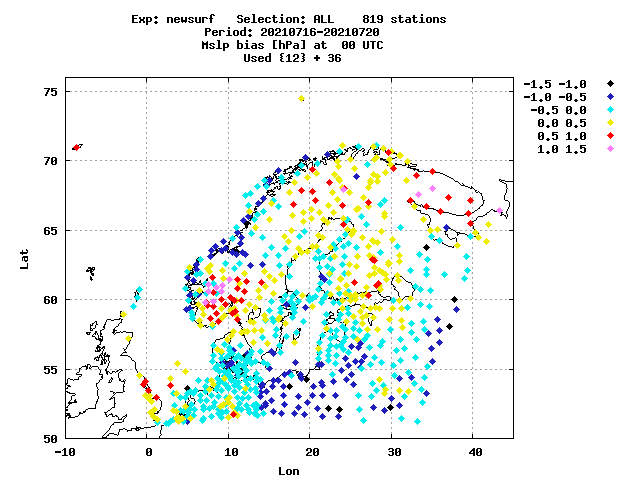 Exp: newsurf   Selection: ALL    819 stations
Period: 20210716-20210720
Mslp bias [hPa] at  00 UTC
Used {12} + 36
-1.5 -1.0
-1.0 -0.5
-0.5 0.0
0.0 0.5
0.5 1.0
1.0 1.5
75
70
65
60
55
50
Lat
-10 0 10 20 30 40
Lon